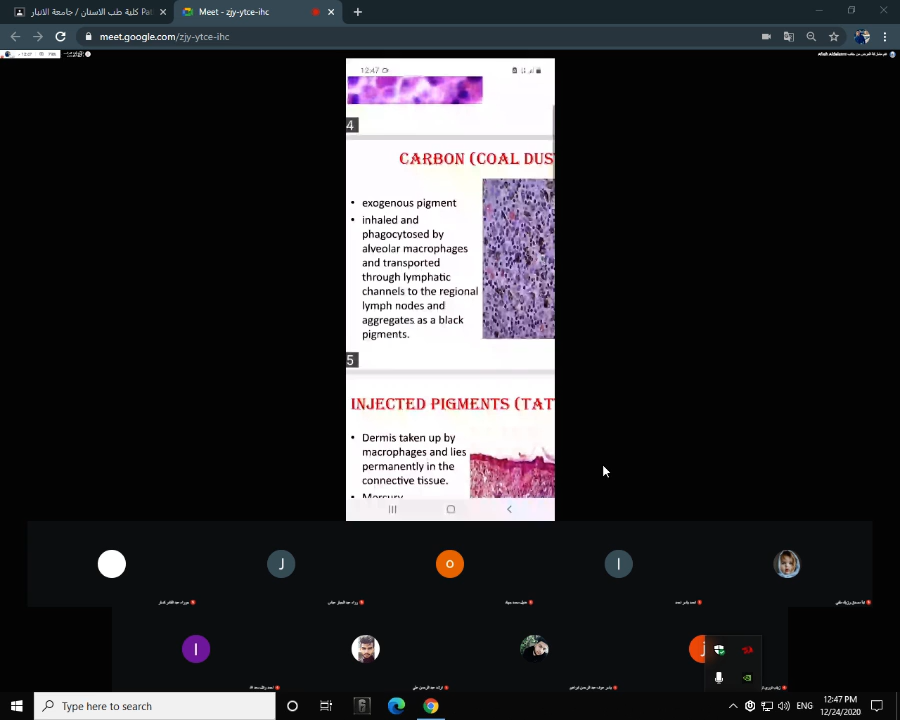 كلية طب الاسنان / جامعة الانبار Pat
Meet - zjy-ytce-ihc
meet.google.com/zjy-ytce-ihc
12:47
4
CARBON (COAL DUS
• exogenous pigment
• inhaled and
phagocytosed by
alveolar macrophages
and transported
through lymphatic
channels to the regional
lymph nodes and
aggregates as a black
pigments.
5
INJECTED PIGMENTS (TAT
• Dermis taken up by
macrophages and lies
permanently in the
connective tissue.
• Mercury
J
o
I
I
j
Type here to search
ENG
12:47 PM
12/24/2020